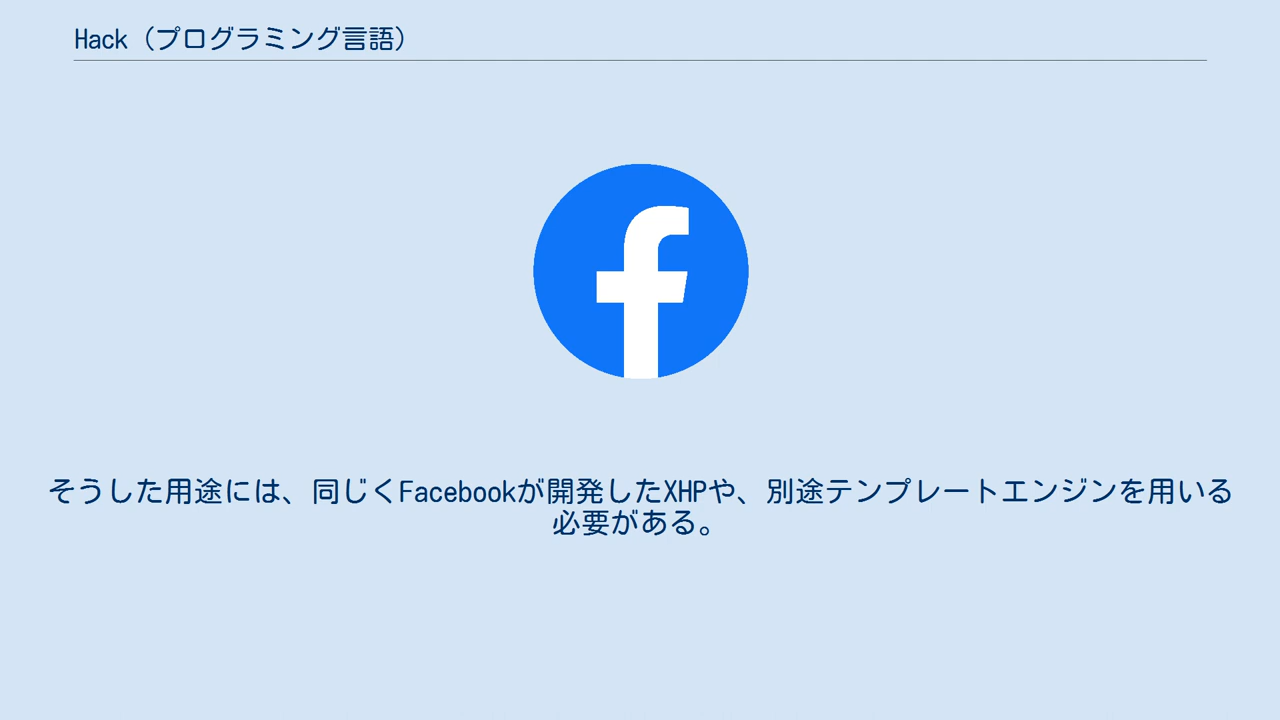 Hack（プログラミング言語）
そうした用途には、同じくFacebookが開発したXHPや、別途テンプレートエンジンを用いる
必要がある。